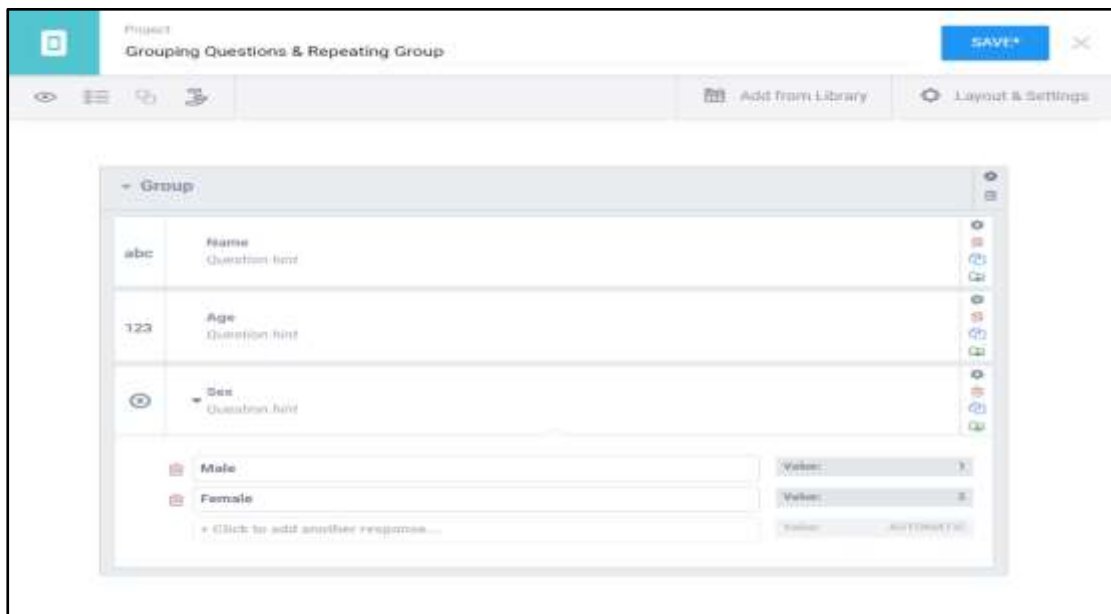 Project
Grouping Questions & Repeating Group
SAVE*
Add from Library
Layout & Settings
Group
abc
Name
Question hint
123
Age
Question hint
Sex
Question hint
Male
Value: 1
Female
Value:
+ Click to add another response...
Value: AUTOMATIC